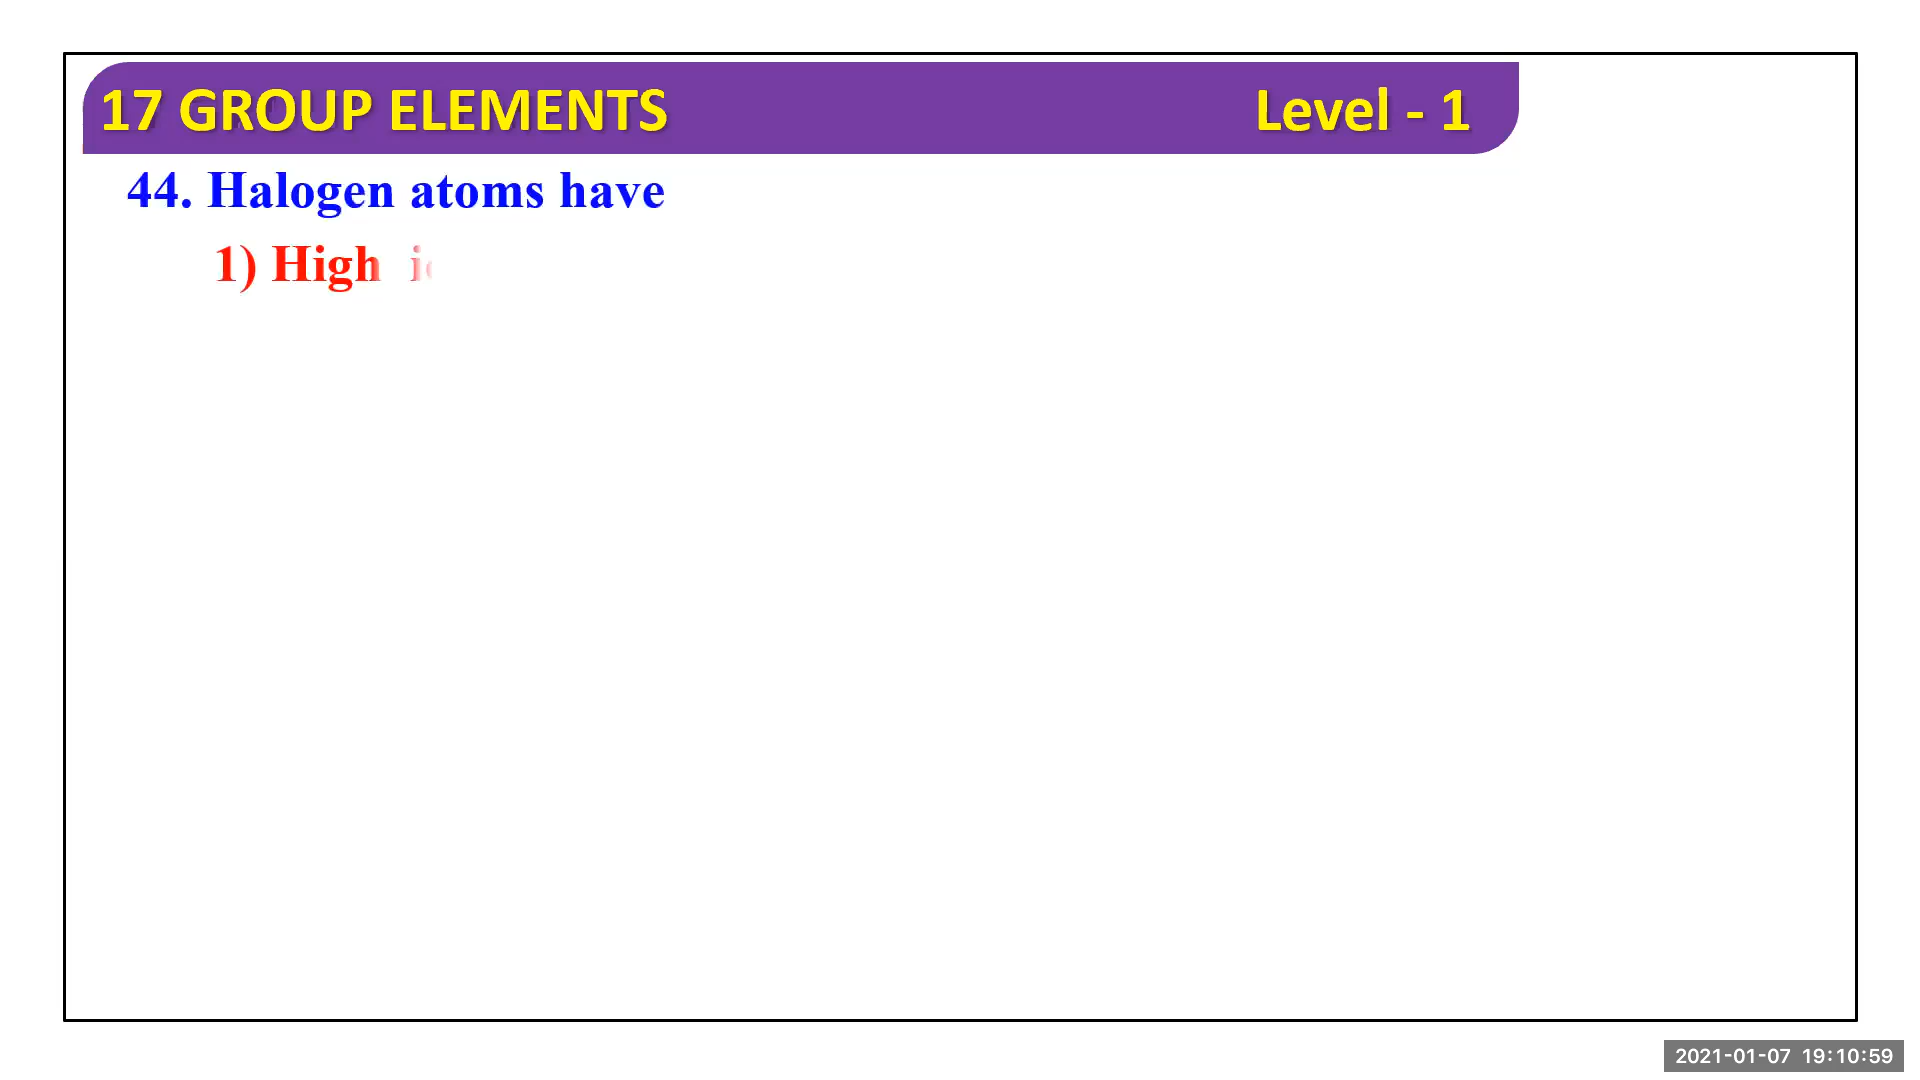 17 GROUP ELEMENTS Level - 1
44. Halogen atoms have
1) High
2021-01-07 19:10:59